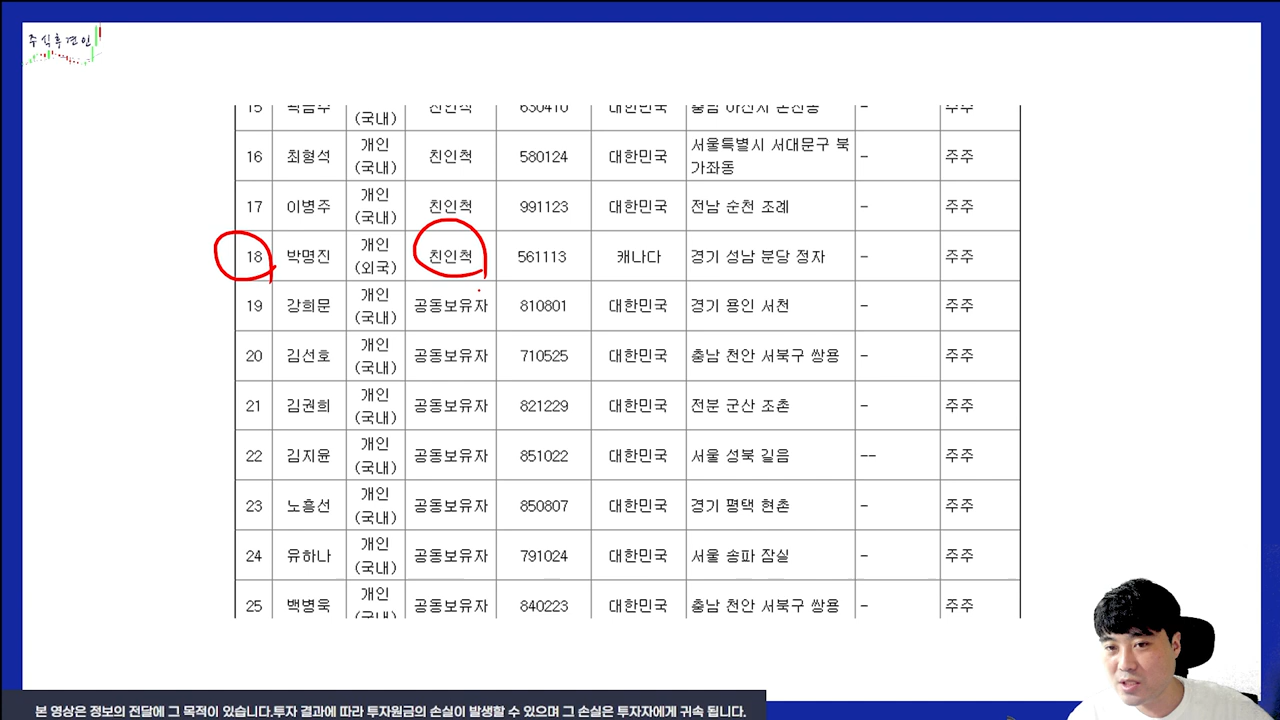 주식후견인
15 친인척 630410 대한민국 - 주주
(국내)
16 최형석 개인 (국내) 친인척 580124 대한민국 서울특별시 서대문구 북가좌동 - 주주
17 이병주 개인 (국내) 친인척 991123 대한민국 전남 순천 조례 - 주주
18 박명진 개인 (외국) 친인척 561113 캐나다 경기 성남 분당 정자 - 주주
19 강희문 개인 (국내) 공동보유자 810801 대한민국 경기 용인 서천 - 주주
20 김선호 개인 (국내) 공동보유자 710525 대한민국 충남 천안 서북구 쌍용 - 주주
21 김권희 개인 (국내) 공동보유자 821229 대한민국 전분 군산 조촌 - 주주
22 김지윤 개인 (국내) 공동보유자 851022 대한민국 서울 성북 길음 -- 주주
23 노흥선 개인 (국내) 공동보유자 850807 대한민국 경기 평택 현촌 - 주주
24 유하나 개인 (국내) 공동보유자 791024 대한민국 서울 송파 잠실 - 주주
25 백병욱 개인 (국내) 공동보유자 840223 대한민국 충남 천안 서북구 쌍용 - 주주
본 영상은 정보의 전달에 그 목적이 있습니다.투자 결과에 따라 투자원금의 손실이 발생할 수 있으며 그 손실은 투자자에게 귀속 됩니다.